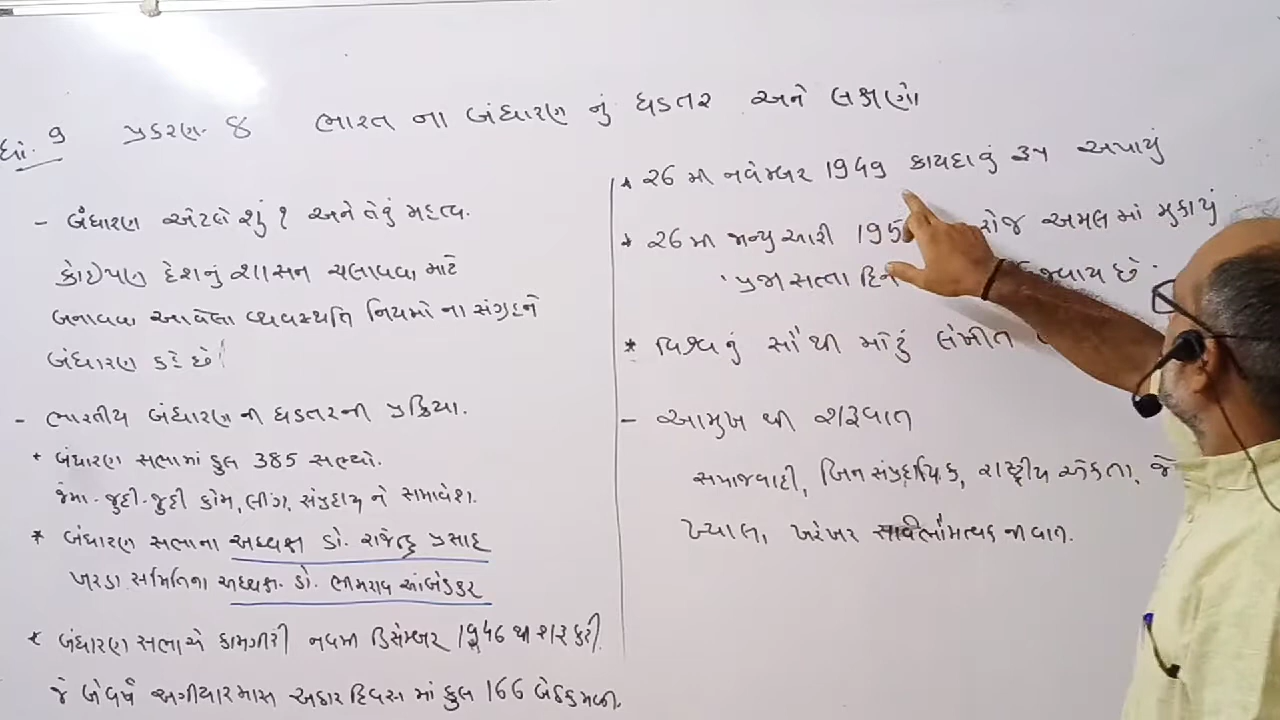 ધો. 9 પ્રકરણ. 8 ભારત ના બંધારણ નું ઘડતર અને લક્ષણો
- બંધારણ એટલે શું ? અને તેનું મહત્વ.
કોઈપણ દેશનું શાસન ચલાવવા માટે
બનાવવા આવેલા વ્યવસ્થતિ નિયમો ના સંગ્રહને
બંધારણ કહે છે
- ભારતીય બંધારણ ની ઘડતરની પ્રક્રિયા.
* બંધારણ સભામાં કુલ 385 સભ્યો.
જેમા-જુદી-જુદી કોમ, લીંગ, સંપ્રદાય ને સમાવેશ.
* બંધારણ સભાના અધ્યક્ષ ડો. રાજેન્દ્ર પ્રસાદ
ખરડા સમિતિના અધ્યક્ષ. ડો. ભીમરાવ આંબેડકર
* બંધારણ સભાએ કામગીરી નવમી ડિસેમ્બર 1946 થી શરૂ કરી
જે બે વર્ષ અગીયાર માસ અઢાર દિવસ માં કુલ 166 બેઠક મળી.
* 26 મી નવેમ્બર 1949 કાયદાનું રૂપ અપાયું
* 26 મી જાન્યુઆરી 195 રોજ અમલ માં મુકાયું
'પ્રજાસત્તા દિન છે.
* વિશ્વ નું સૌથી મોટું લેખીત
- આમુખ થી શરૂવાત
સમાજવાદી, બિન સંપ્રદાયિક, રાષ્ટ્રીય એકતા, જે
ખ્યાલ, ખરેખર સાર્વભૌમત્વક ની વાત.